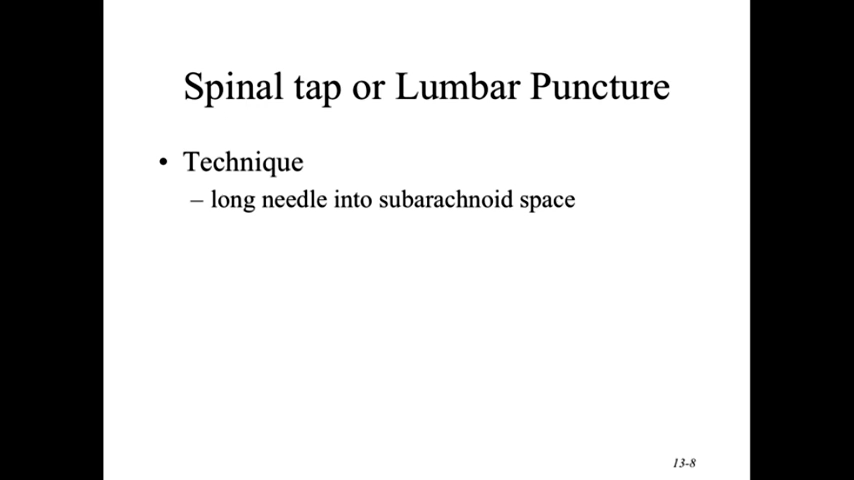 Spinal tap or Lumbar Puncture
• Technique
– long needle into subarachnoid space
13-8